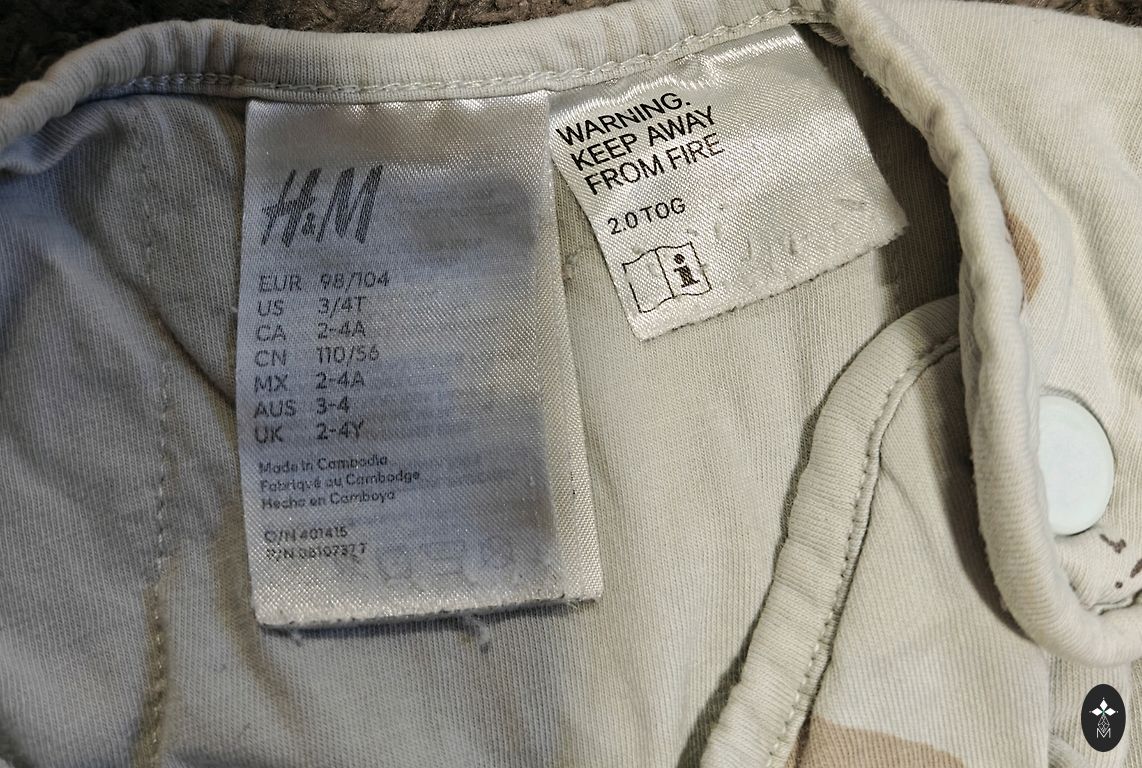 H&M
EUR 98/104
US 3/4T
CA 2-4A
CN 110/56
MX 2-4A
AUS 3-4
UK 2-4Y
Made in Cambodia
Fabriqué au Cambodge
Hecho en Camboya
O/N 401415
P/N 0810737
WARNING.
KEEP AWAY
FROM FIRE
2.0 TOG
i
M